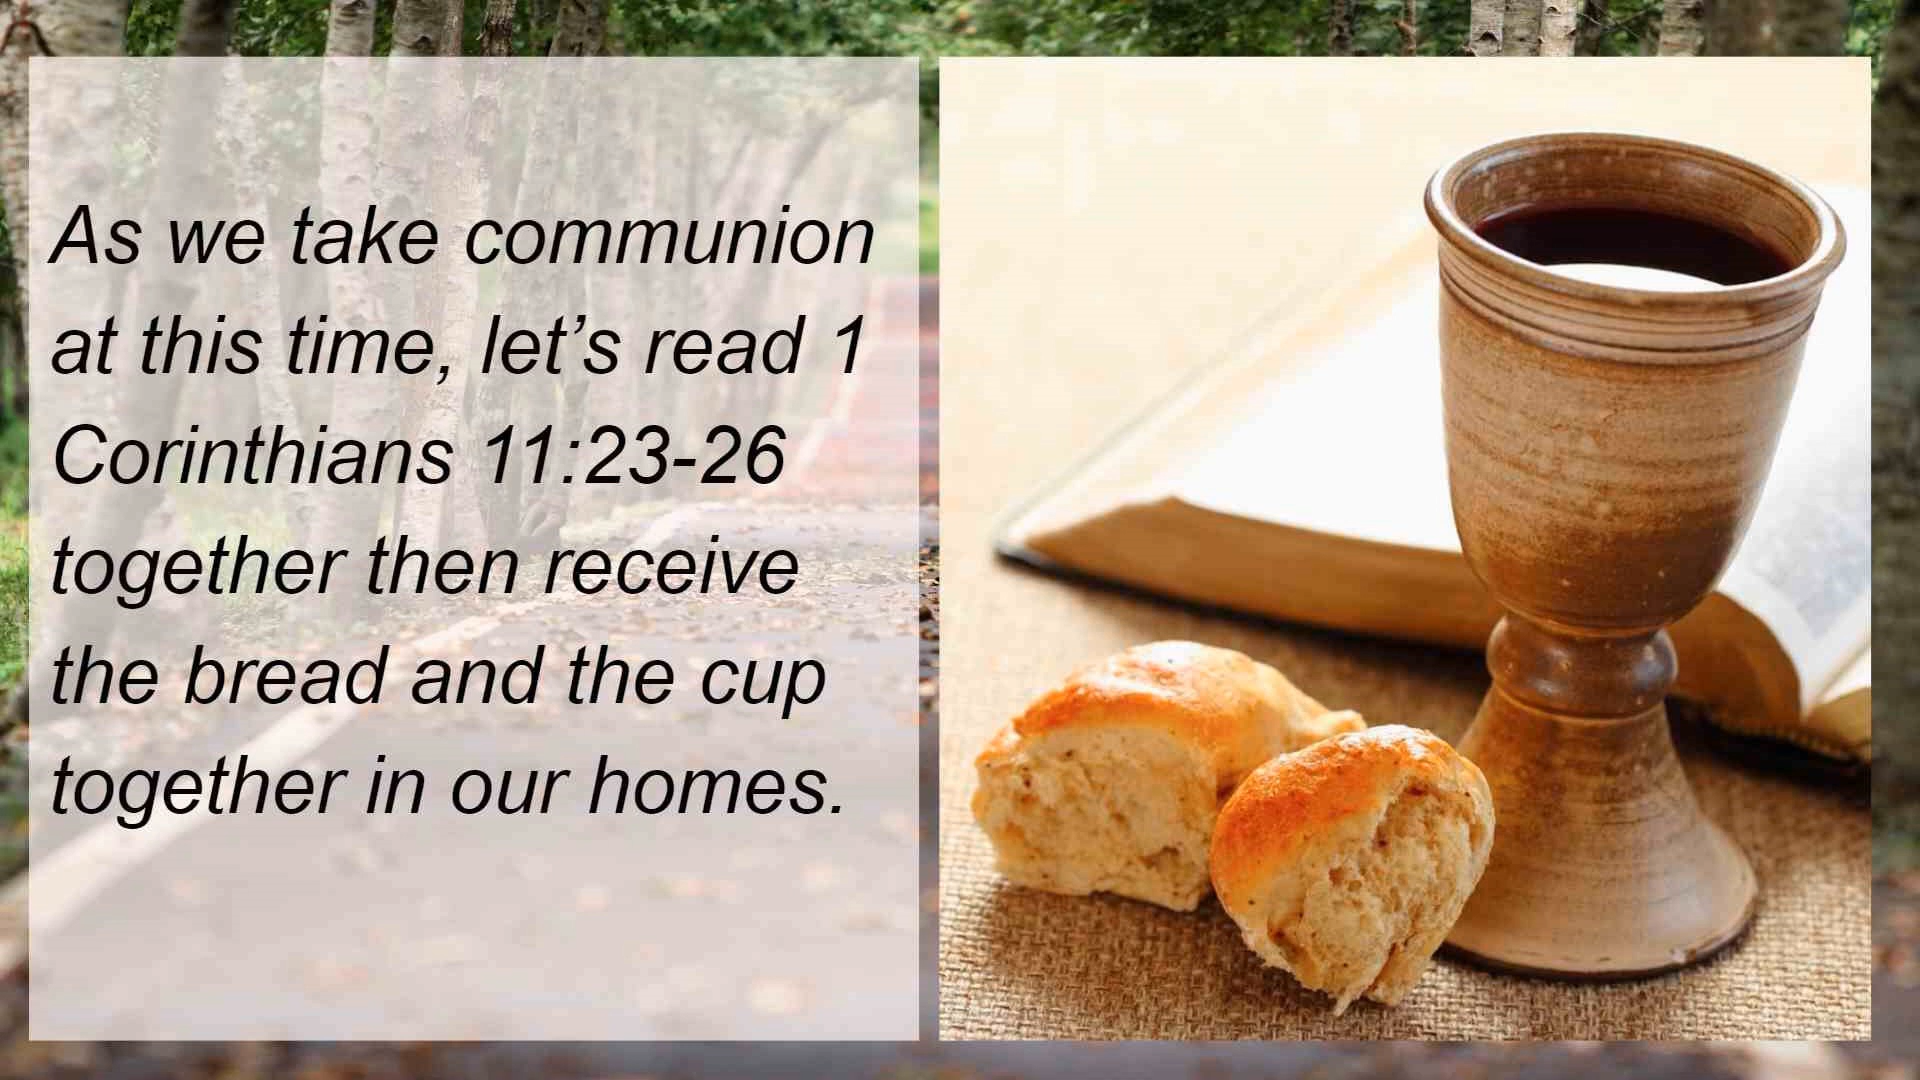 As we take communion
at this time, let’s read 1
Corinthians 11:23-26
together then receive
the bread and the cup
together in our homes.